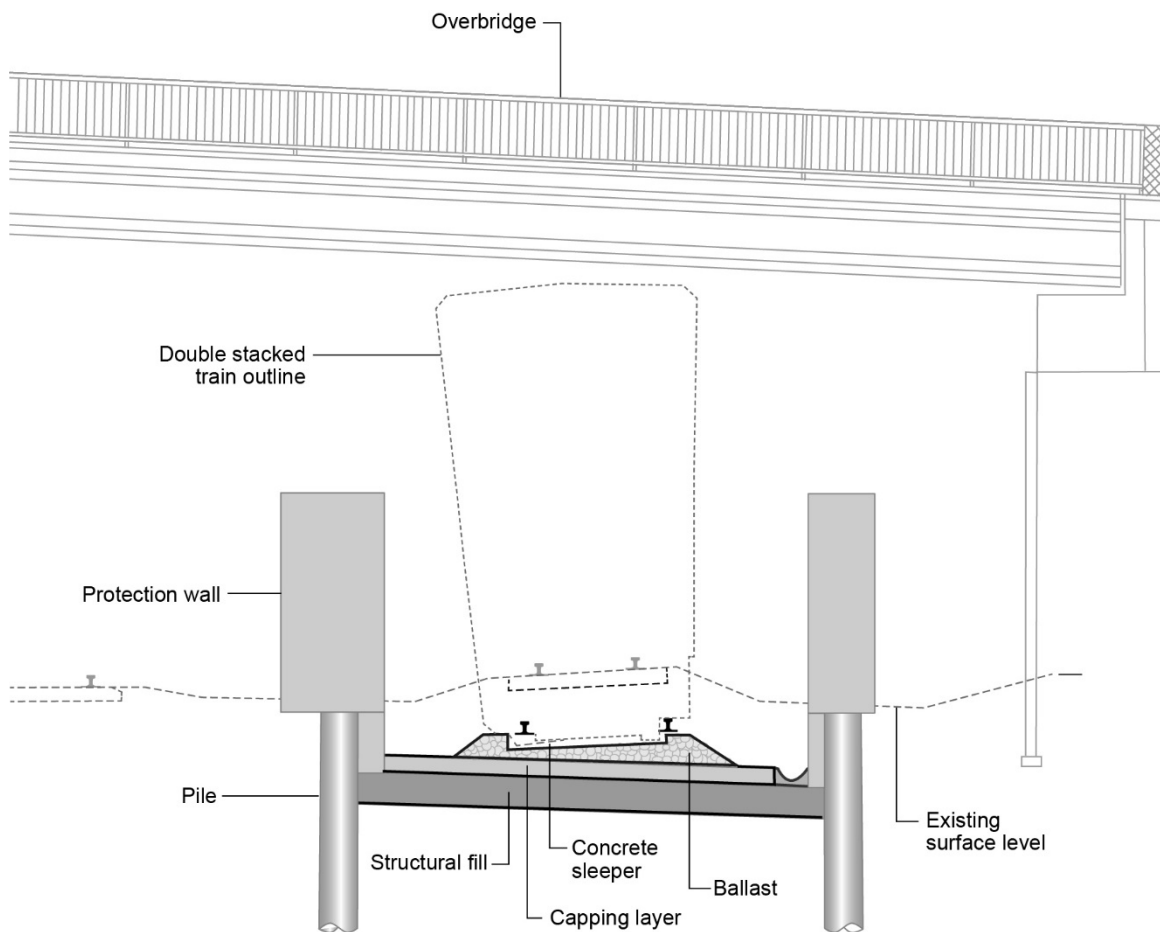 Overbridge
Double stacked
train outline
Protection wall
Pile
Structural fill
Concrete
sleeper
Capping layer
Ballast
Existing
surface level